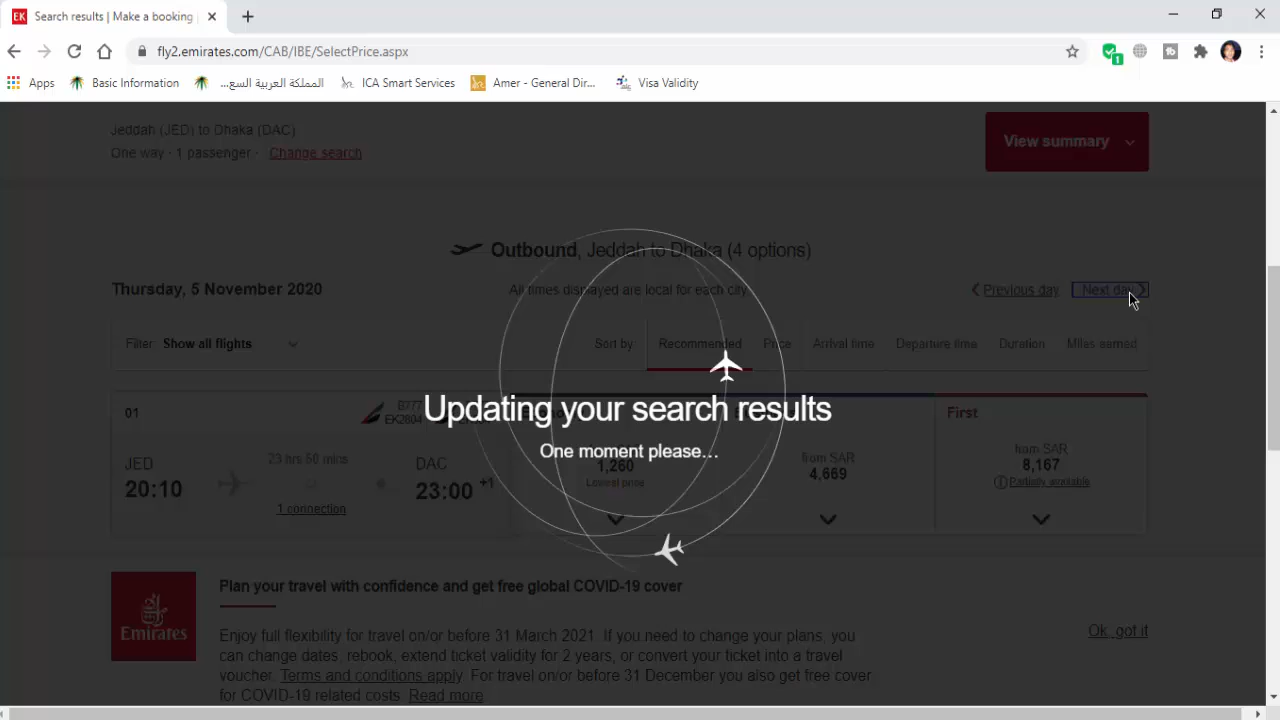 EK Search results | Make a booking
fly2.emirates.com/CAB/IBE/SelectPrice.aspx
1
Apps
Basic Information
المملكة العربية السع...
ICA Smart Services
Amer - General Dir...
Visa Validity
Jeddah (JED) to Dhaka (DAC)
One way · 1 passenger · Change search
View summary
Outbound, Jeddah to Dhaka (4 options)
Thursday, 5 November 2020
All times displayed are local for each city.
Previous day
Next day
Filter: Show all flights
Sort by:
Recommended
Price
Arrival time
Departure time
Duration
Miles earned
Updating your search results
One moment please...
01
B777
EK2804
JED
20:10
23 hrs 50 mins
1 connection
DAC
23:00 +1
1,260
Lowest price
from SAR
4,669
First
from SAR
8,167
Partially available
Emirates
Plan your travel with confidence and get free global COVID-19 cover
Enjoy full flexibility for travel on/or before 31 March 2021. If you need to change your plans, you
can change dates, rebook, extend ticket validity for 2 years, or convert your ticket into a travel
voucher. Terms and conditions apply. For travel on/or before 31 December you also get free cover
for COVID-19 related costs. Read more
Ok, got it